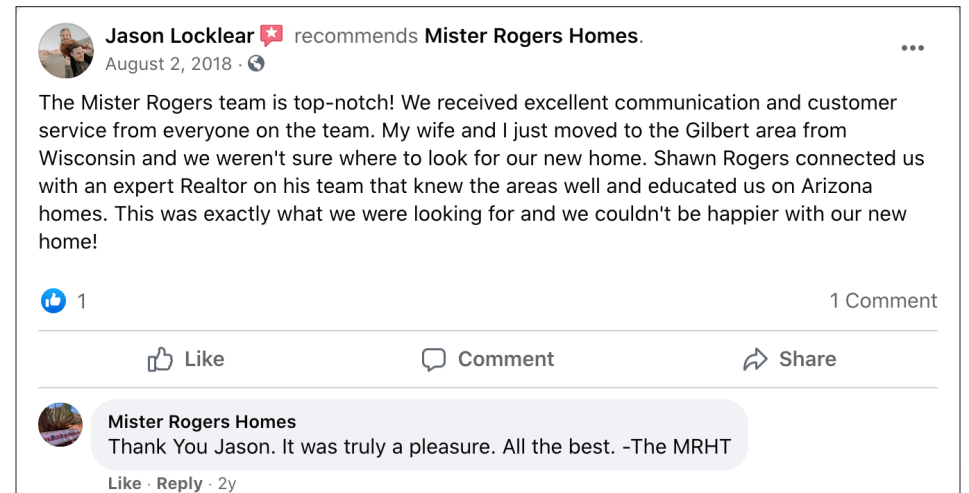 Jason Locklear recommends Mister Rogers Homes.
August 2, 2018 ·
The Mister Rogers team is top-notch! We received excellent communication and customer
service from everyone on the team. My wife and I just moved to the Gilbert area from
Wisconsin and we weren't sure where to look for our new home. Shawn Rogers connected us
with an expert Realtor on his team that knew the areas well and educated us on Arizona
homes. This was exactly what we were looking for and we couldn't be happier with our new
home!
1 1 Comment
Like Comment Share
Mister Rogers Homes
Thank You Jason. It was truly a pleasure. All the best. -The MRHT
Like · Reply · 2y